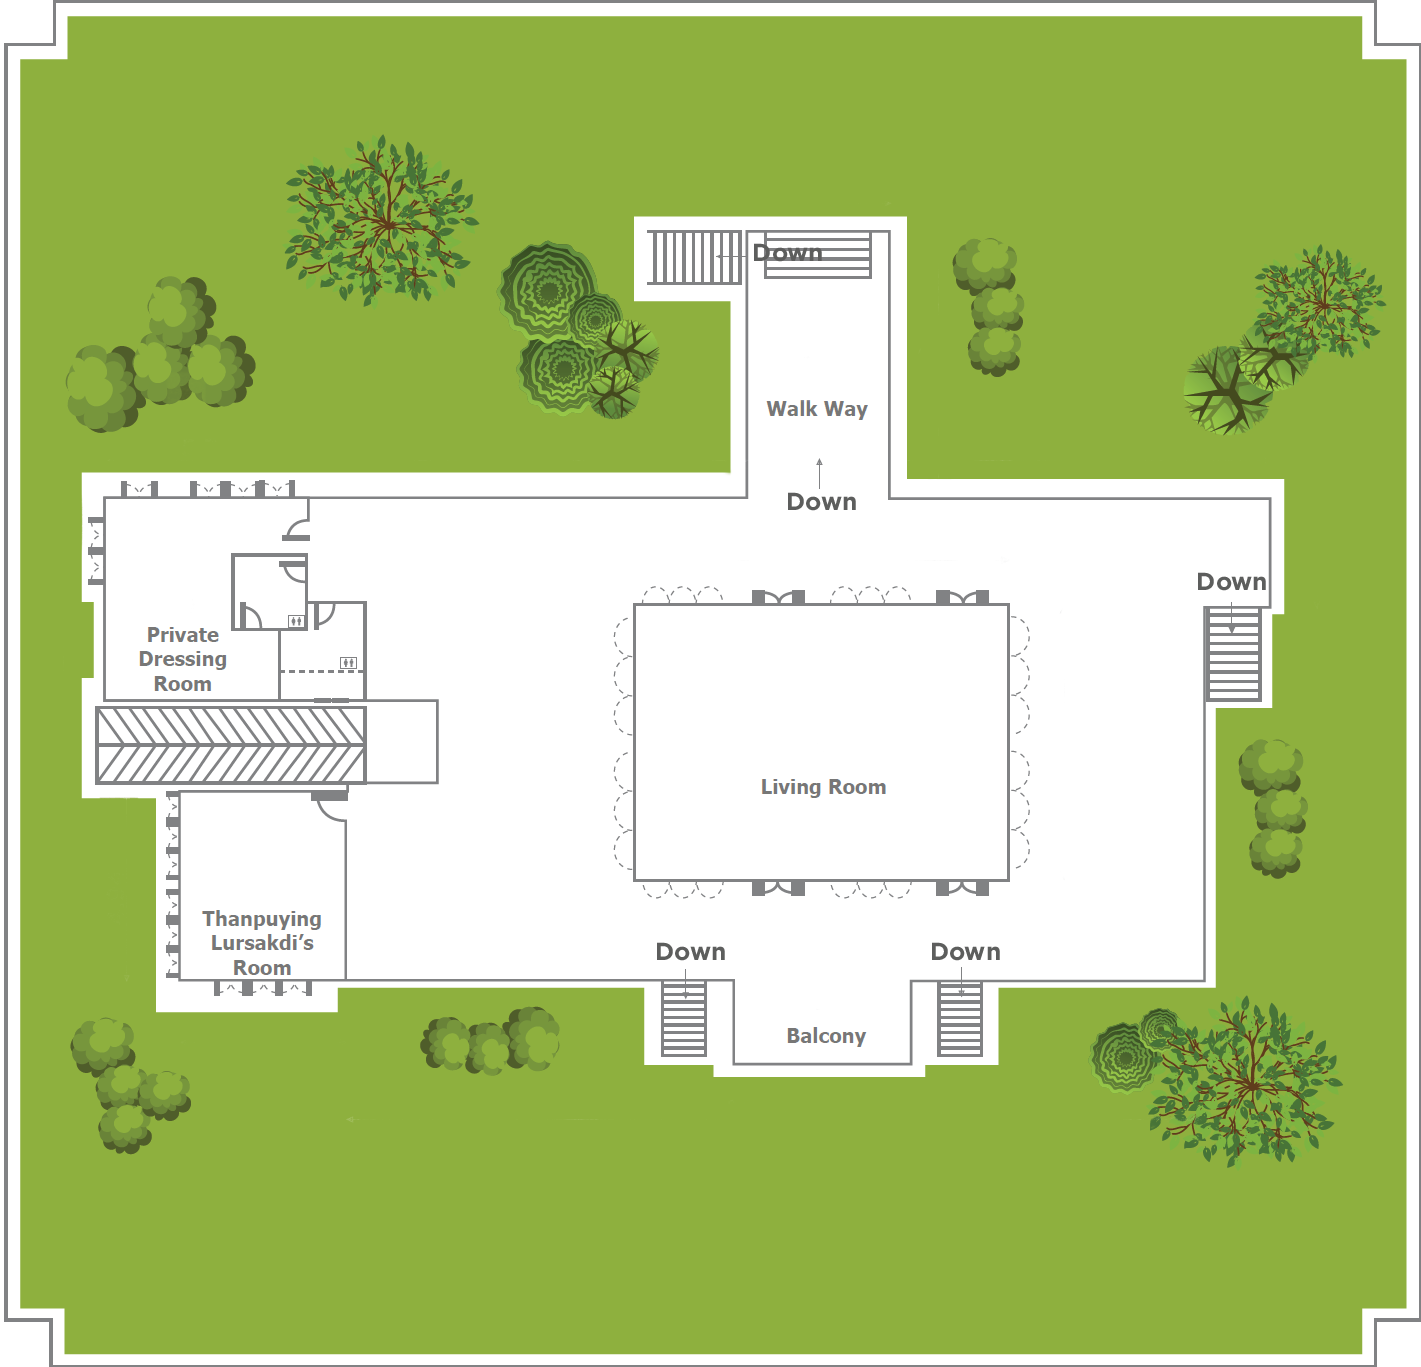 Down
Walk Way
Down
Down
Private
Dressing
Room
Living Room
Thanpuying
Lursakdi’s
Room
Down
Down
Balcony